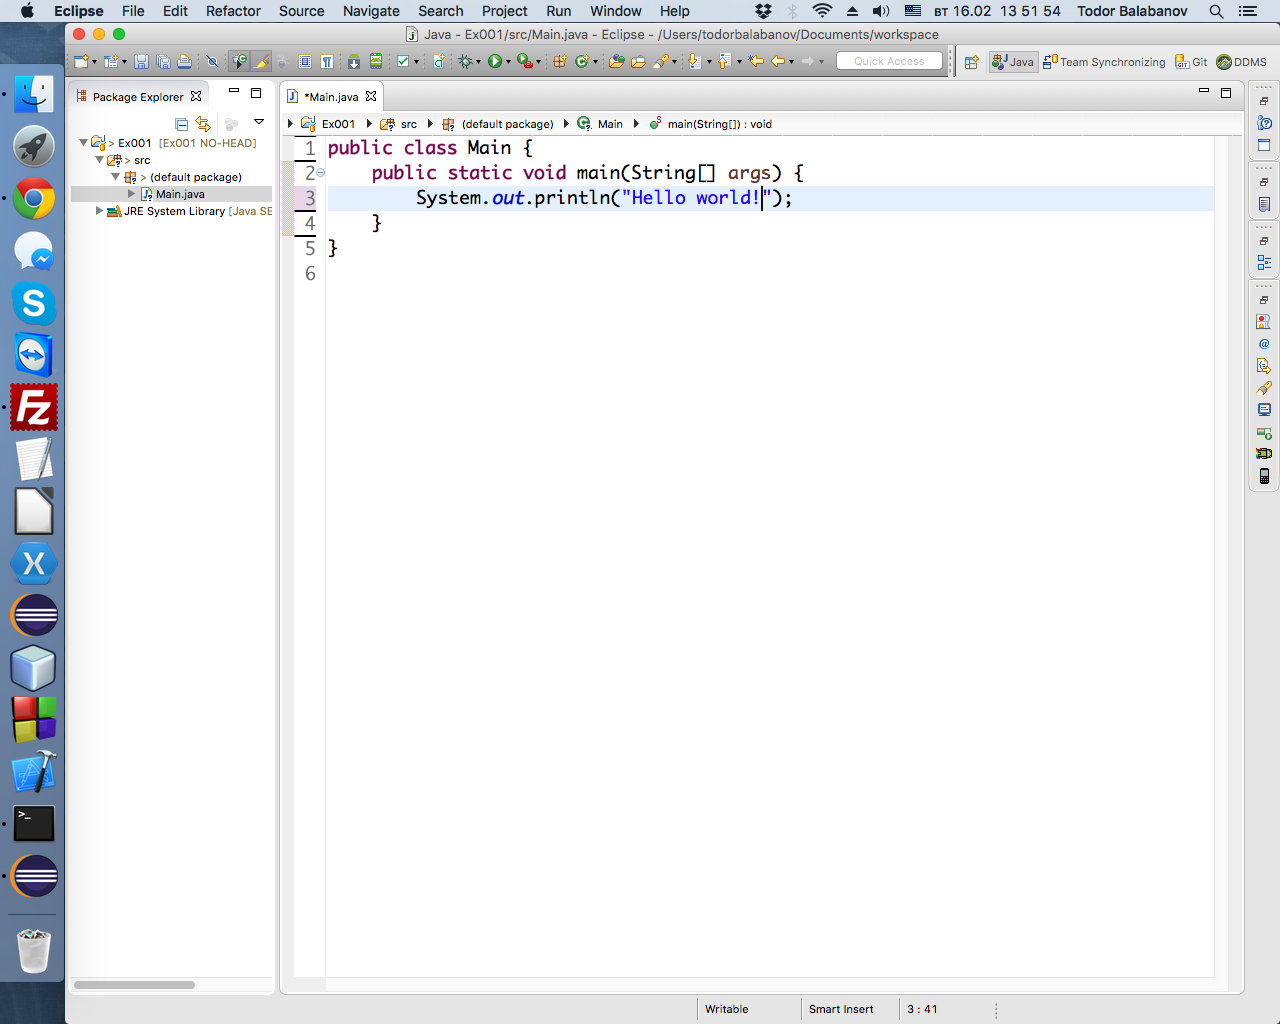 Eclipse File Edit Refactor Source Navigate Search Project Run Window Help вт 16.02 13 51 54 Todor Balabanov
Java - Ex001/src/Main.java - Eclipse - /Users/todorbalabanov/Documents/workspace
Quick Access Java Team Synchronizing Git DDMS
Package Explorer
*Main.java
Ex001 src (default package) Main main(String[]) : void
> Ex001 [Ex001 NO-HEAD]
> src
> (default package)
Main.java
JRE System Library [Java SE
1 public class Main {
2 public static void main(String[] args) {
3 System.out.println("Hello world!");
4 }
5 }
6
Writable Smart Insert 3 : 41